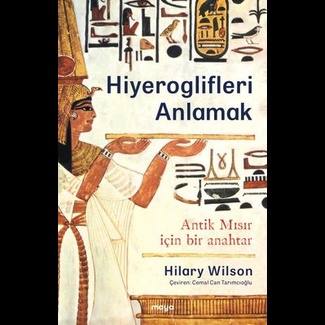 Hiyeroglifleri
Anlamak
Antik Mısır
için bir anahtar
Hilary Wilson
Çeviren: Cemal Can Tarımcıoğlu
maya